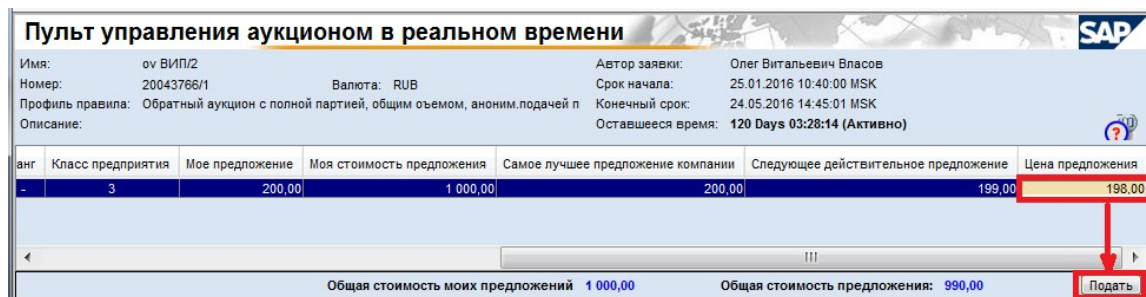 Пульт управления аукционом в реальном времени SAP
Имя: ov ВИП/2 Автор заявки: Олег Витальевич Власов
Номер: 20043766/1 Валюта: RUB Срок начала: 25.01.2016 10:40:00 MSK
Профиль правила: Обратный аукцион с полной партией, общим оъемом, аноним.подачей п Конечный срок: 24.05.2016 14:45:01 MSK
Описание: Оставшееся время: 120 Days 03:28:14 (Активно) ?
анг Класс предприятия Мое предложение Моя стоимость предложения Самое лучшее предложение компании Следующее действительное предложение Цена предложения
- 3 200,00 1 000,00 200,00 199,00 198,00
Общая стоимость моих предложений 1 000,00 Общая стоимость предложения: 990,00 Подать